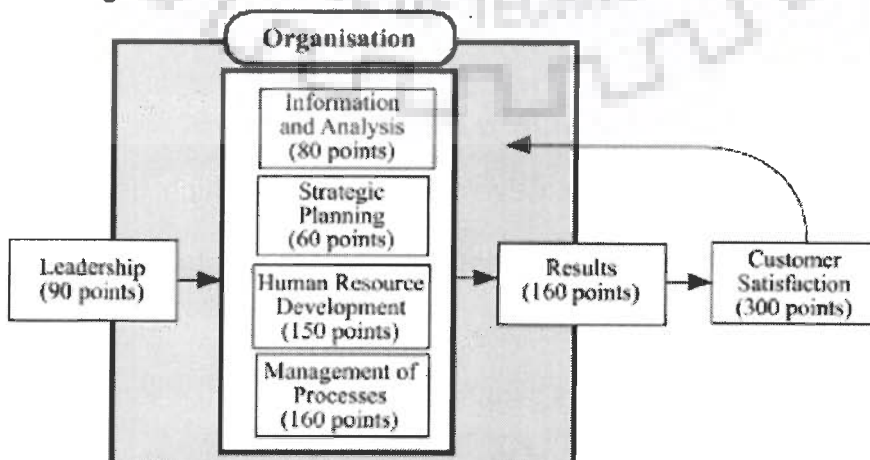 Organisation
Information
and Analysis
(80 points)
Strategic
Planning
(60 points)
Leadership
(90 points)
Human Resource
Development
(150 points)
Management of
Processes
(160 points)
Results
(160 points)
Customer
Satisfaction
(300 points)